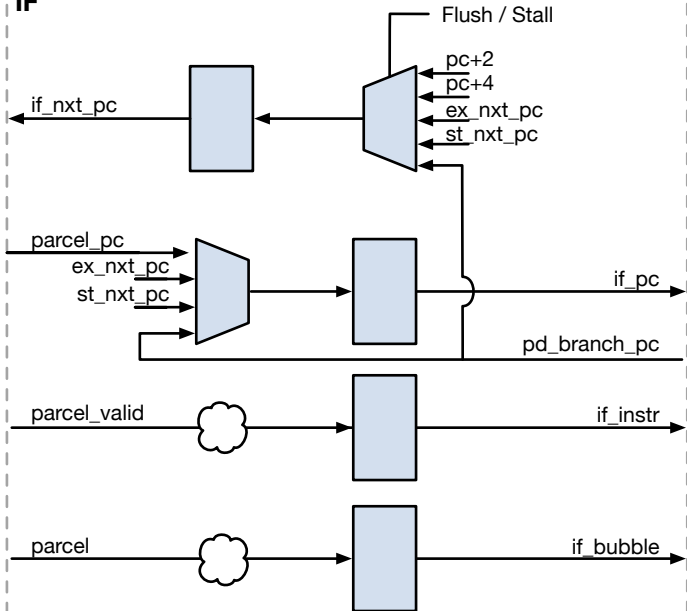 IF
Flush / Stall
pc+2
pc+4
if_nxt_pc
ex_nxt_pc
st_nxt_pc
parcel_pc
ex_nxt_pc
if_pc
st_nxt_pc
pd_branch_pc
parcel_valid
if_instr
parcel
if_bubble